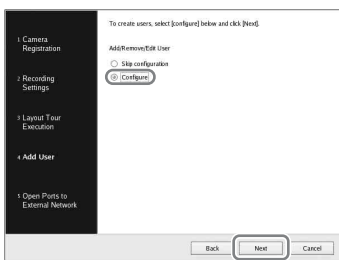 To create users, select [configure] below and click [Next].
1 Camera
Registration
Add/Remove/Edit User
Skip configuration
Configure
2 Recording
Settings
3 Layout Tour
Execution
4 Add User
5 Open Ports to
External Network
Back Next Cancel